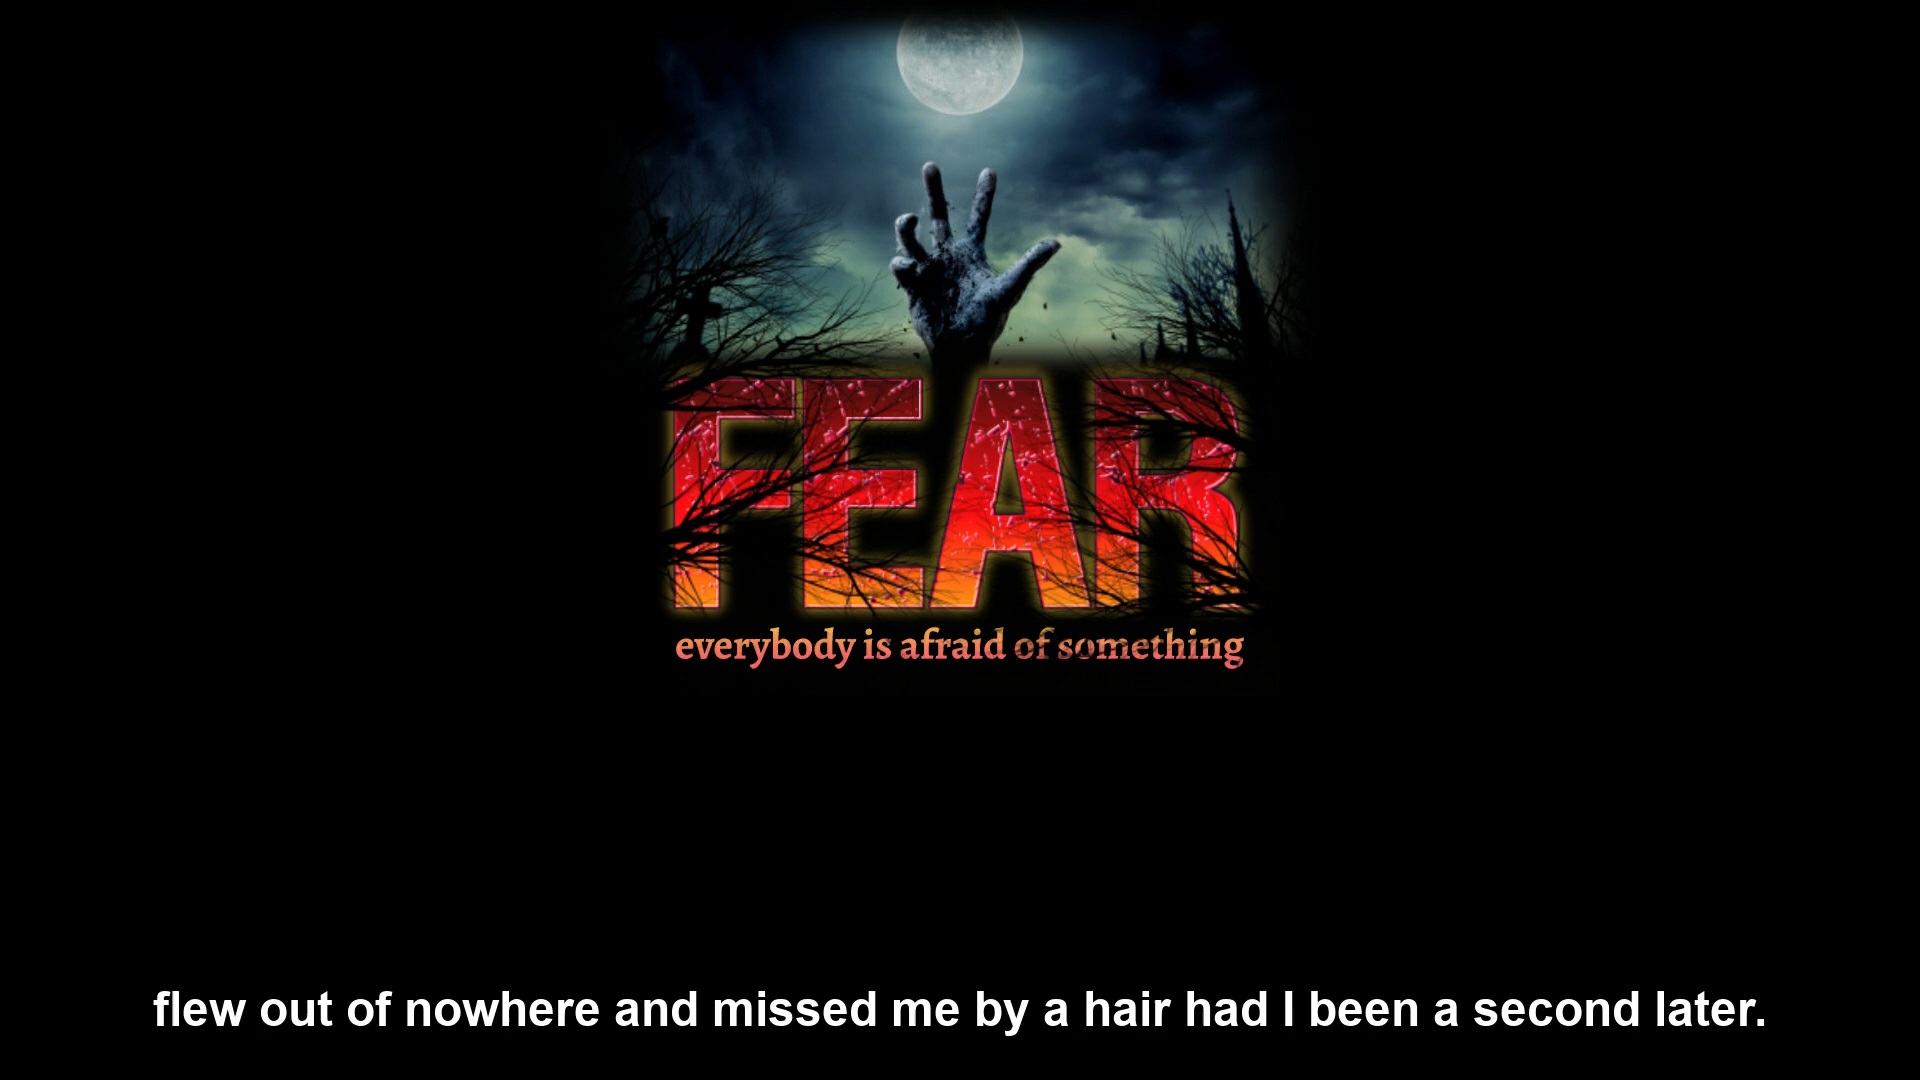 FEAR
everybody is afraid of something
flew out of nowhere and missed me by a hair had I been a second later.